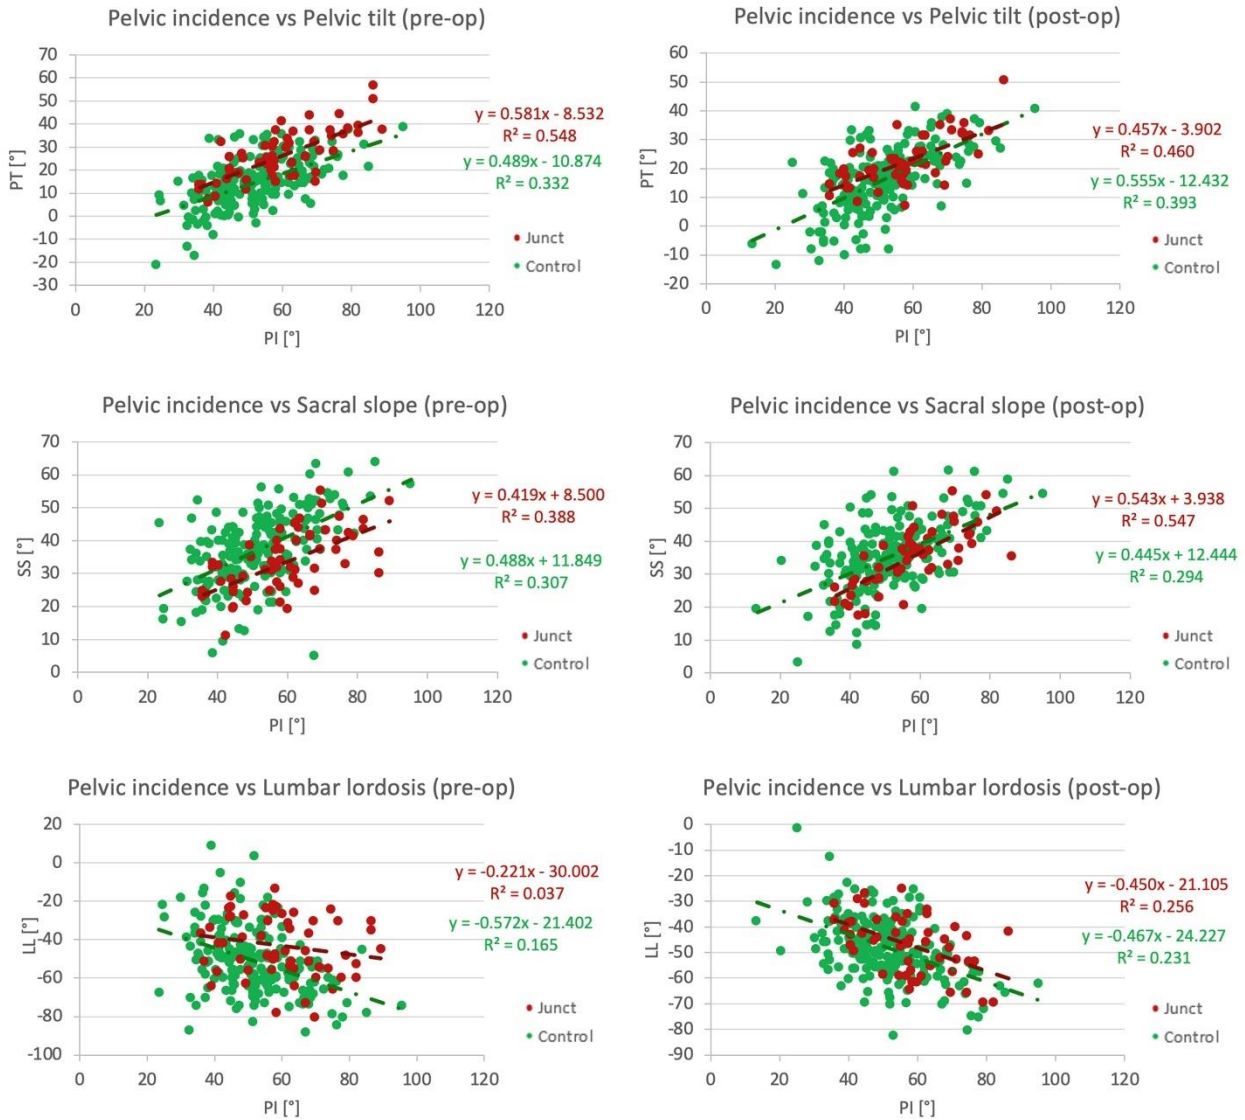 Pelvic incidence vs Pelvic tilt (pre-op)
70
60
50
40
30
20
10
0
-10
-20
-30
PT [°]
0 20 40 60 80 100 120
PI [°]
y = 0.581x - 8.532
R² = 0.548
y = 0.489x - 10.874
R² = 0.332
Junct
Control
Pelvic incidence vs Pelvic tilt (post-op)
60
50
40
30
20
10
0
-10
-20
PT [°]
0 20 40 60 80 100 120
PI [°]
y = 0.457x - 3.902
R² = 0.460
y = 0.555x - 12.432
R² = 0.393
Junct
Control
Pelvic incidence vs Sacral slope (pre-op)
70
60
50
40
30
20
10
0
SS [°]
0 20 40 60 80 100 120
PI [°]
y = 0.419x + 8.500
R² = 0.388
y = 0.488x + 11.849
R² = 0.307
Junct
Control
Pelvic incidence vs Sacral slope (post-op)
70
60
50
40
30
20
10
0
SS [°]
0 20 40 60 80 100 120
PI [°]
y = 0.543x + 3.938
R² = 0.547
y = 0.445x + 12.444
R² = 0.294
Junct
Control
Pelvic incidence vs Lumbar lordosis (pre-op)
20
0
-20
-40
-60
-80
-100
LL [°]
0 20 40 60 80 100 120
PI [°]
y = -0.221x - 30.002
R² = 0.037
y = -0.572x - 21.402
R² = 0.165
Junct
Control
Pelvic incidence vs Lumbar lordosis (post-op)
0
-10
-20
-30
-40
-50
-60
-70
-80
-90
LL [°]
0 20 40 60 80 100 120
PI [°]
y = -0.450x - 21.105
R² = 0.256
y = -0.467x - 24.227
R² = 0.231
Junct
Control